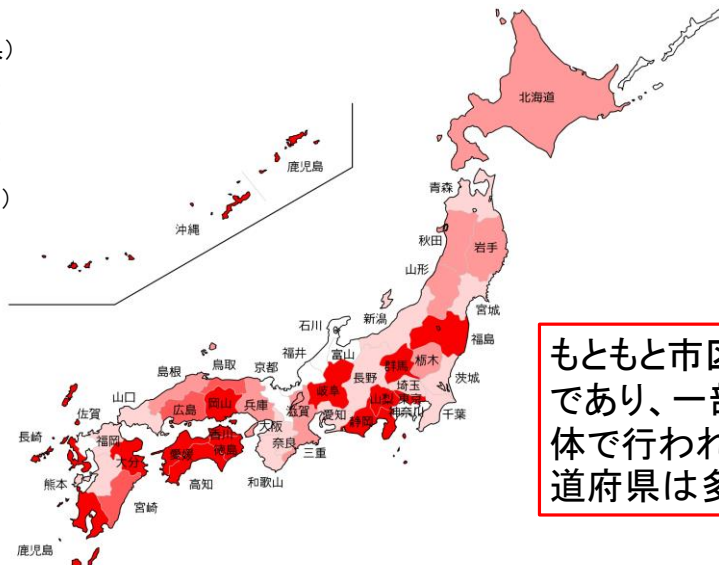 )
北海道
鹿児島
沖縄
)
青森
秋田
岩手
山形
宮城
新潟
石川
福島
富山
福井
群馬
栃木
京都
鳥取
島根
長野
埼玉
茨城
山口
兵庫
滋賀
岐阜
山梨
東京
岡山
広島
愛知
静岡
神奈川
千葉
佐賀
大阪
奈良
三重
長崎
福岡
香川
徳島
愛媛
高知
和歌山
大分
熊本
宮崎
鹿児島
もともと市区
であり、一部
体で行われ
道府県は多